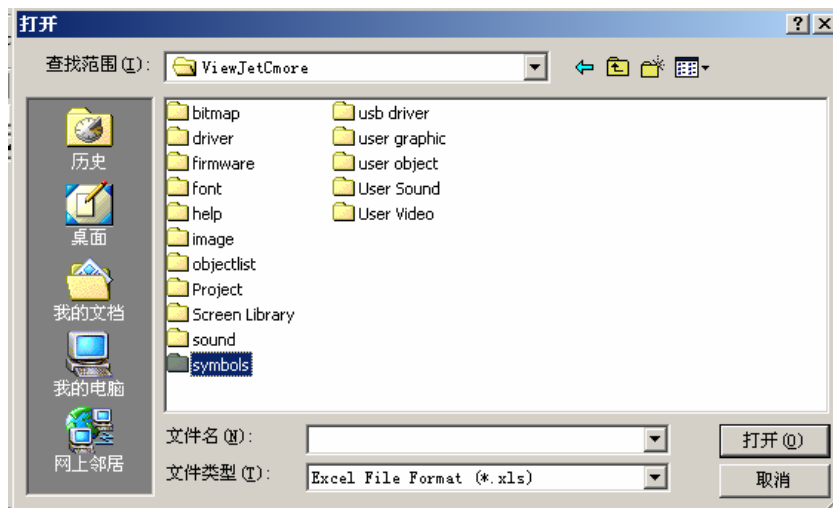 打开
查找范围(I):
ViewJetCmore
历史
桌面
我的文档
我的电脑
网上邻居
bitmap
driver
firmware
font
help
image
objectlist
Project
Screen Library
sound
symbols
usb driver
user graphic
user object
User Sound
User Video
文件名(N):
打开(O)
文件类型(T):
Excel File Format (*.xls)
取消